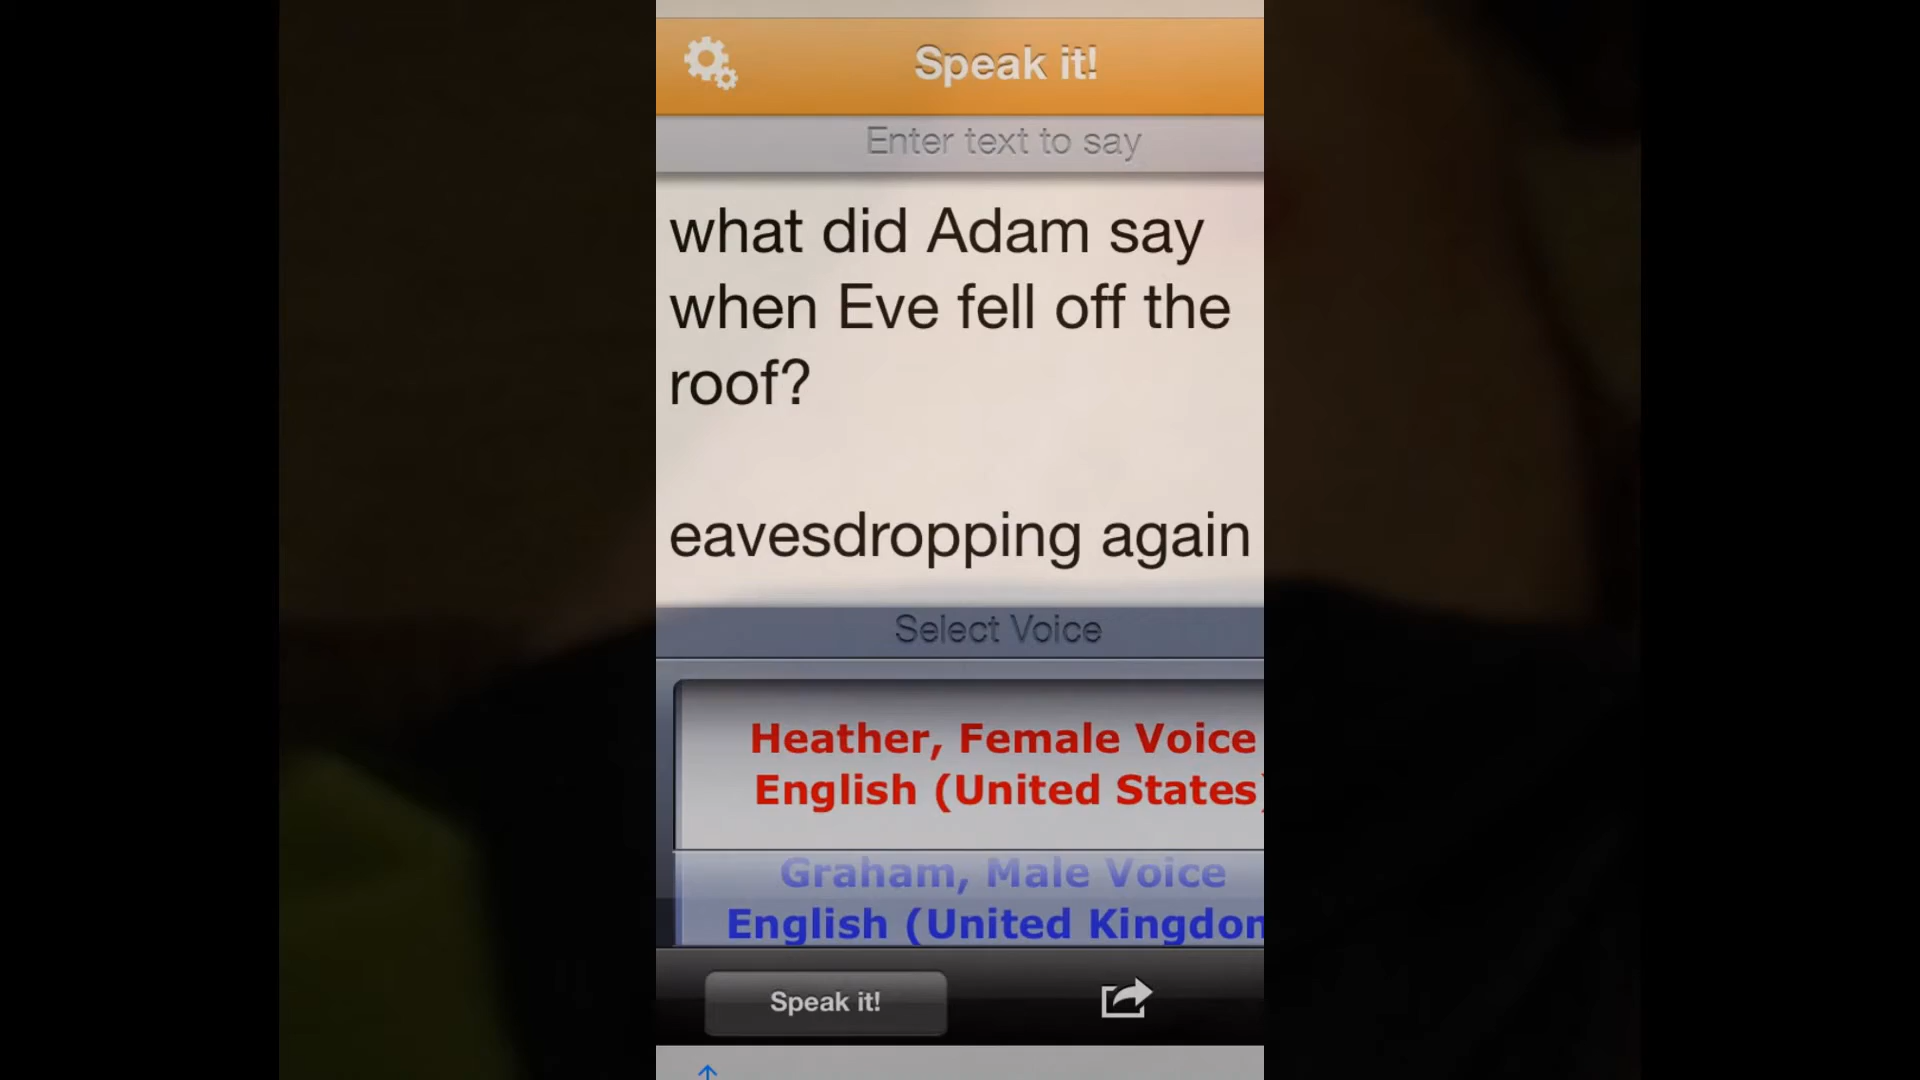 Speak it!
Enter text to say
what did Adam say
when Eve fell off the
roof?
eavesdropping again
Select Voice
Heather, Female Voice
English (United States)
Graham, Male Voice
English (United Kingdom
Speak it!